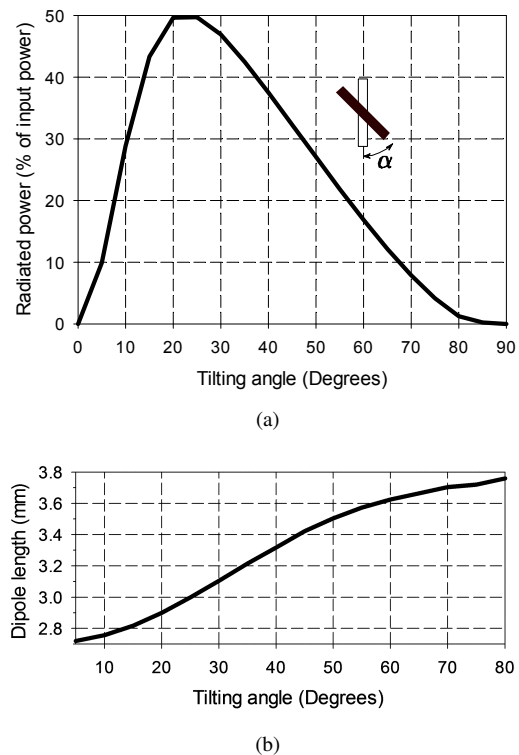 50
40
30
20
10
0
Radiated power (% of input power)
α
0 10 20 30 40 50 60 70 80 90
Tilting angle (Degrees)
(a)
3.8
3.6
3.4
3.2
3.0
2.8
Dipole length (mm)
10 20 30 40 50 60 70 80
Tilting angle (Degrees)
(b)